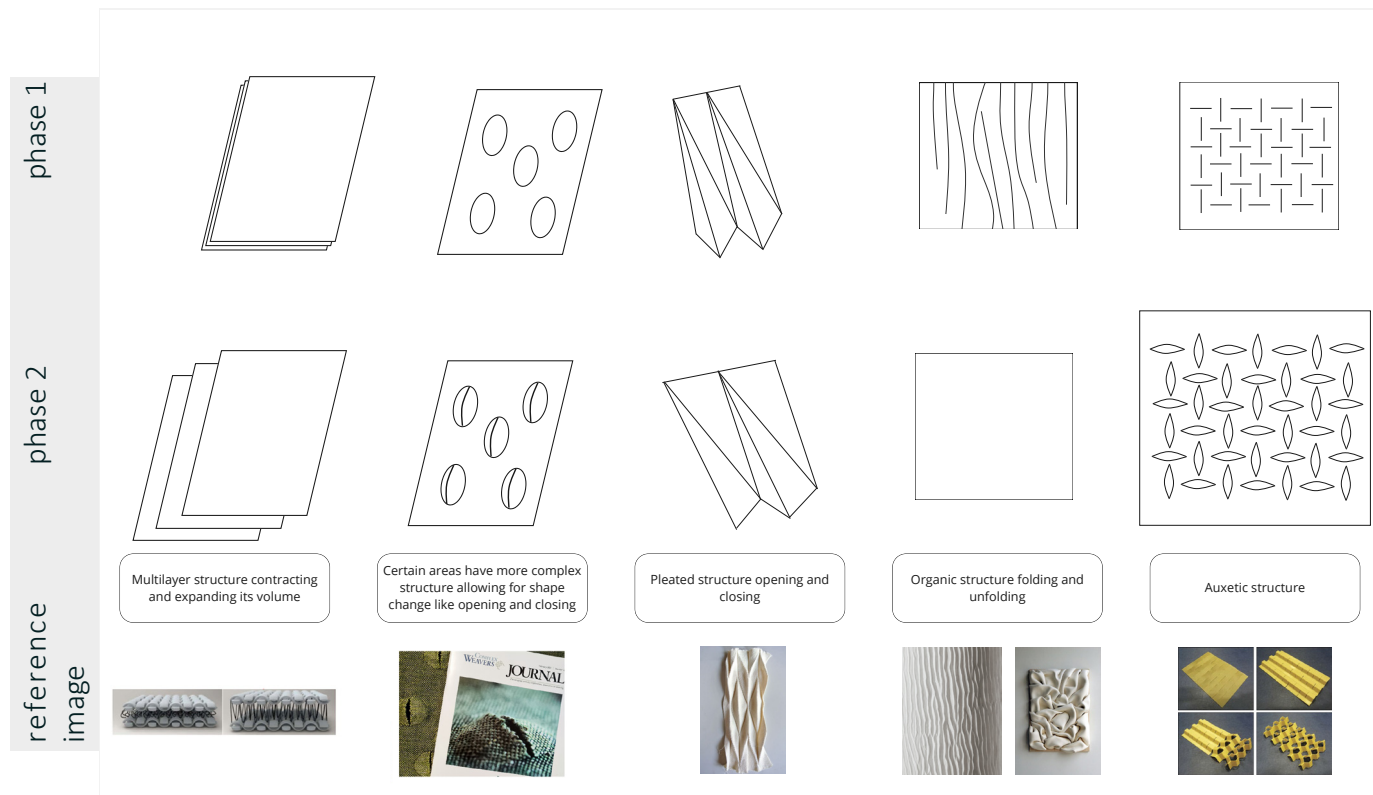 phase 1
phase 2
Multilayer structure contracting
and expanding its volume
Certain areas have more complex
structure allowing for shape
change like opening and closing
Pleated structure opening and
closing
Organic structure folding and
unfolding
Auxetic structure
reference
image
COMPLEX
WEAVERS
JOURNAL